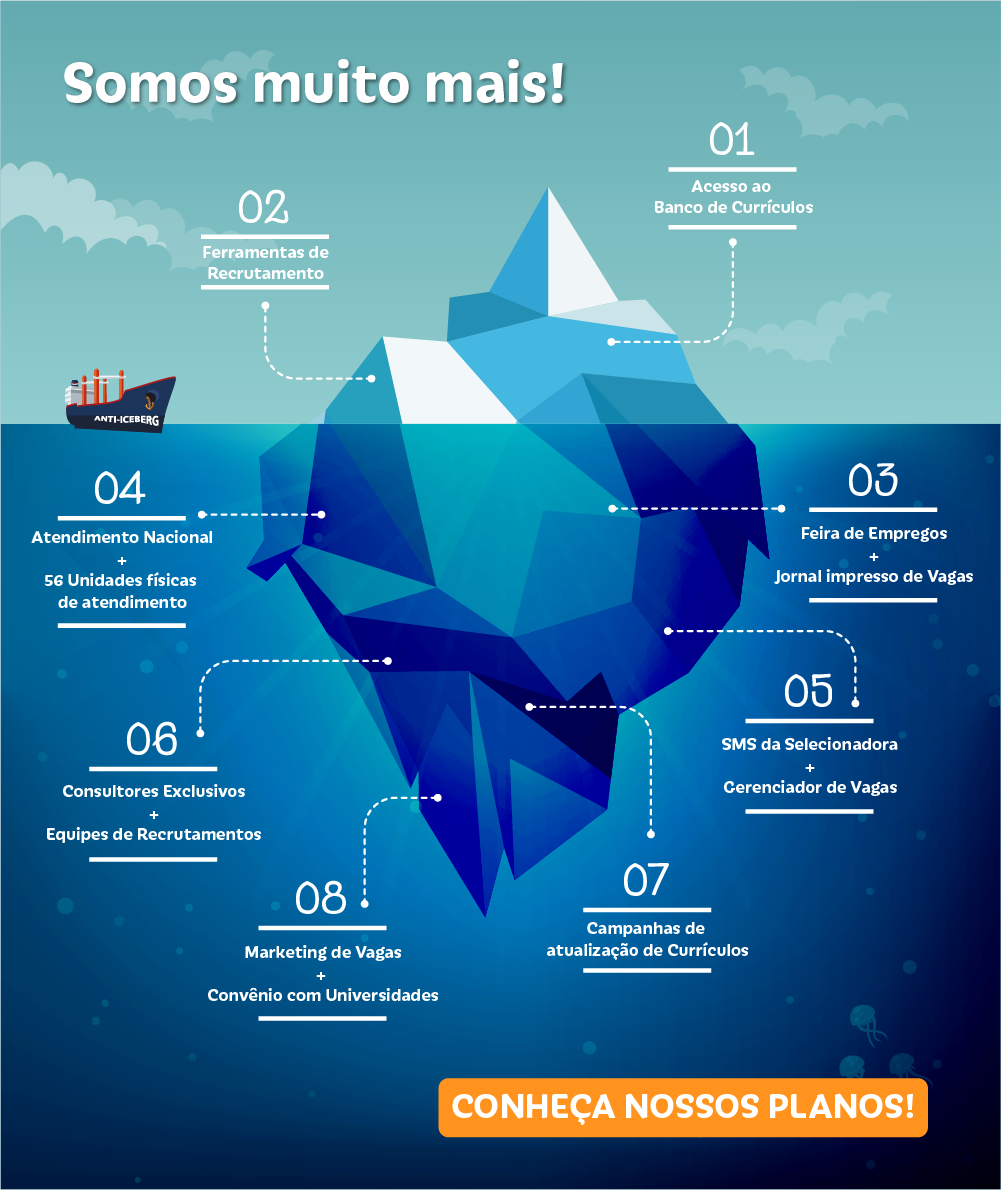 Somos muito mais!
01
Acesso ao
Banco de Currículos
02
Ferramentas de
Recrutamento
ANTI-ICEBERG
03
Feira de Empregos
+
Jornal impresso de Vagas
04
Atendimento Nacional
+
56 Unidades físicas
de atendimento
05
SMS da Selecionadora
+
Gerenciador de Vagas
06
Consultores Exclusivos
+
Equipes de Recrutamentos
07
Campanhas de
atualização de Currículos
08
Marketing de Vagas
+
Convênio com Universidades
CONHEÇA NOSSOS PLANOS!